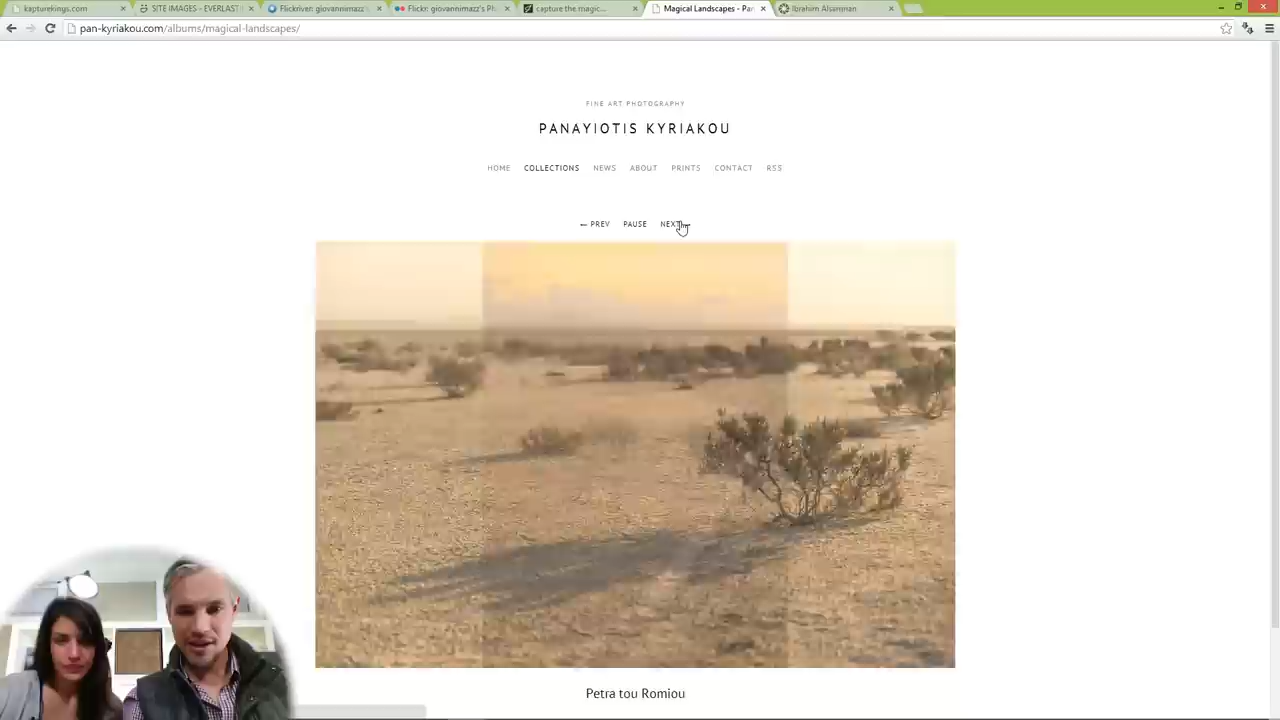 kapturekings.com
SITE IMAGES - EVERLAST
Flickriver: giovannimazz's
Flickr: giovannimazz's Ph
capture the magic...
Magical Landscapes - Pan
Ibrahim Alsamman
pan-kyriakou.com/albums/magical-landscapes/
FINE ART PHOTOGRAPHY
PANAYIOTIS KYRIAKOU
HOME COLLECTIONS NEWS ABOUT PRINTS CONTACT RSS
← PREV PAUSE NEXT
Petra tou Romiou